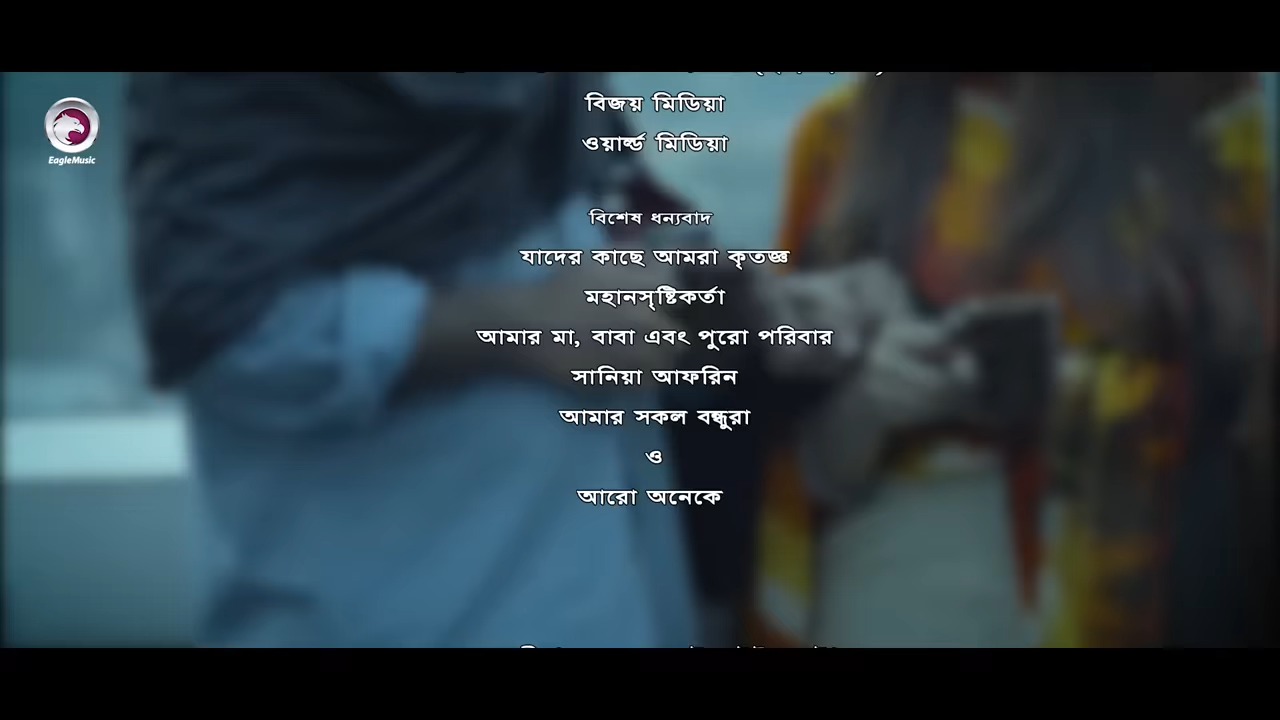 বিজয় মিডিয়া
ওয়ার্ল্ড মিডিয়া
EagleMusic
বিশেষ ধন্যবাদ
যাদের কাছে আমরা কৃতজ্ঞ
মহানসৃষ্টিকর্তা
আমার মা, বাবা এবং পুরো পরিবার
সানিয়া আফরিন
আমার সকল বন্ধুরা
ও
আরো অনেকে